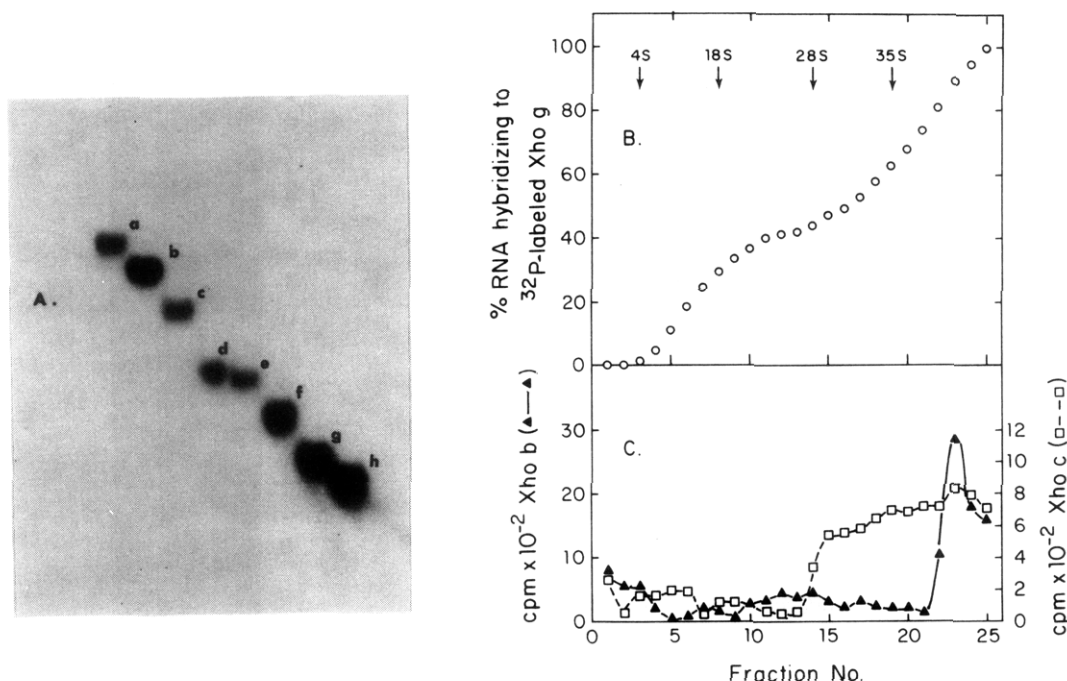 A.
a
b
c
d
e
f
g
h
% RNA hybridizing to
³²P-labeled Xho g
100
80
60
40
20
0
4S 18S 28S 35S
B.
cpm x 10⁻² Xho b (▲—▲)
30
20
10
0
C.
12
10
8
6
4
2
0
cpm x 10⁻² Xho c (□--□)
0 5 10 15 20 25
Fraction No.